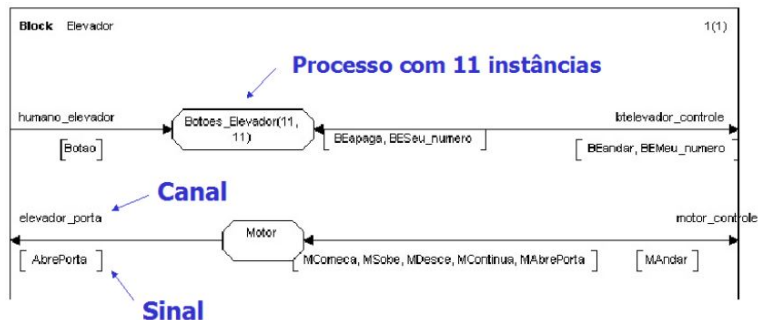 Block Elevador 1(1)
Processo com 11 instâncias
humano_elevador
Botoes_Elevador(11,
11)
btelevador_controle
[Botao]
[BEapaga, BESeu_numero]
[BEandar, BEMeu_numero]
Canal
elevador_porta
Motor
motor_controle
[AbrePorta]
[MComeca, MSobe, MDesce, MContinua, MAbrePorta]
[MAndar]
Sinal